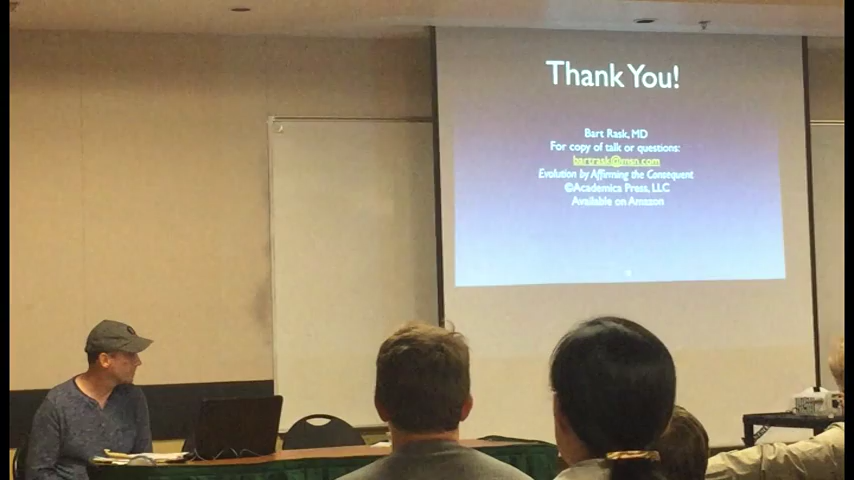 Thank You!
Bart Rask, MD
For copy of talk or questions:
bartrask@msn.com
Evolution by Affirming the Consequent
©Academica Press, LLC
Available on Amazon